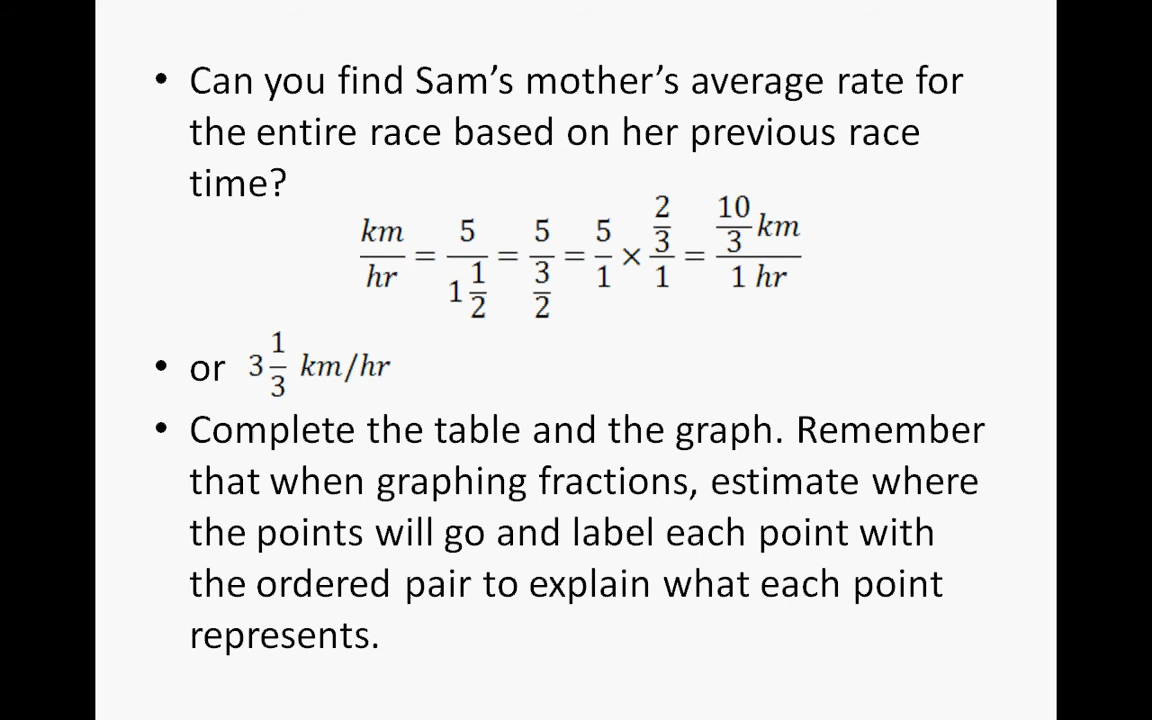 • Can you find Sam's mother's average rate for
the entire race based on her previous race
time?
km/hr = 5/(1 1/2) = 5/(3/2) = 5/1 × (2/3)/1 = (10/3 km)/(1 hr)
• or 3 1/3 km/hr
• Complete the table and the graph. Remember
that when graphing fractions, estimate where
the points will go and label each point with
the ordered pair to explain what each point
represents.